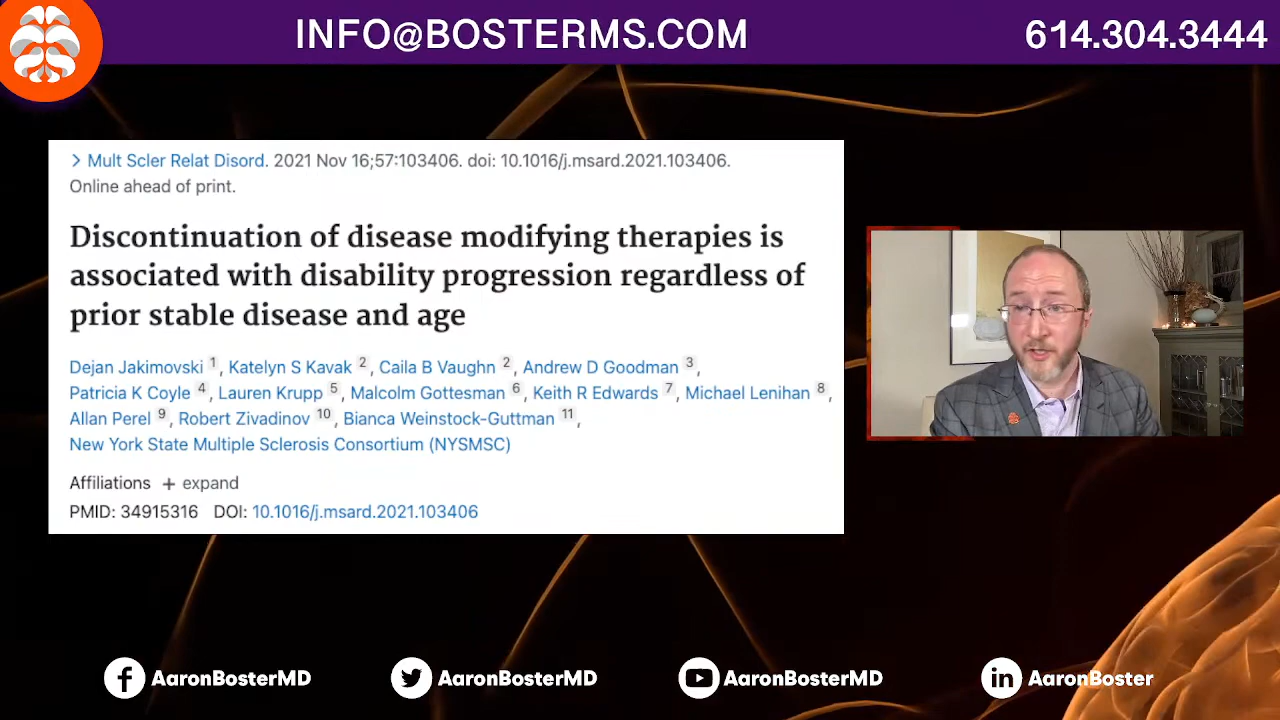 INFO@BOSTERMS.COM
614.304.3444
> Mult Scler Relat Disord. 2021 Nov 16;57:103406. doi: 10.1016/j.msard.2021.103406.
Online ahead of print.
Discontinuation of disease modifying therapies is
associated with disability progression regardless of
prior stable disease and age
Dejan Jakimovski 1, Katelyn S Kavak 2, Caila B Vaughn 2, Andrew D Goodman 3,
Patricia K Coyle 4, Lauren Krupp 5, Malcolm Gottesman 6, Keith R Edwards 7, Michael Lenihan 8,
Allan Perel 9, Robert Zivadinov 10, Bianca Weinstock-Guttman 11,
New York State Multiple Sclerosis Consortium (NYSMSC)
Affiliations + expand
PMID: 34915316 DOI: 10.1016/j.msard.2021.103406
AaronBosterMD
AaronBosterMD
AaronBosterMD
AaronBoster